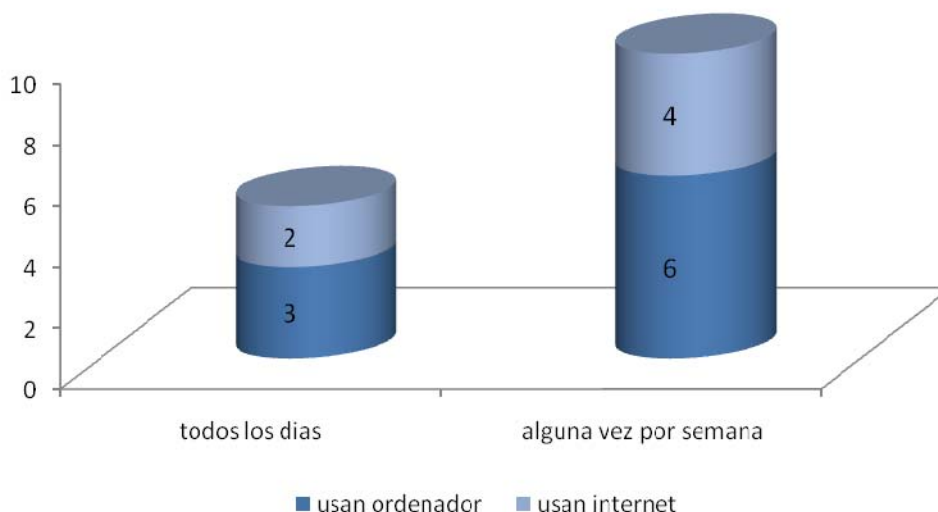 10
8
6
4
2
0
2
3
4
6
todos los dias
alguna vez por semana
usan ordenador
usan internet